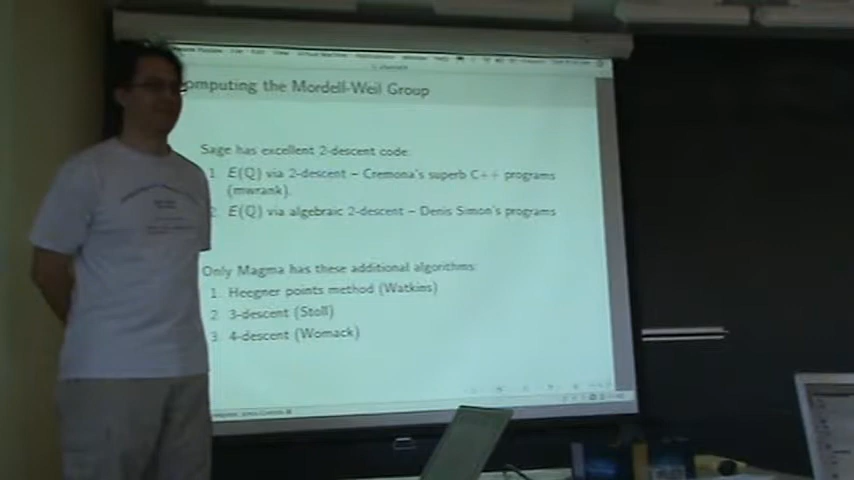 omputing the Mordell-Weil Group
Sage has excellent 2-descent code:
1. E(Q) via 2-descent – Cremona's superb C++ programs
(mwrank).
2. E(Q) via algebraic 2-descent – Denis Simon's programs
Only Magma has these additional algorithms:
1. Heegner points method (Watkins)
2. 3-descent (Stoll)
3. 4-descent (Womack)